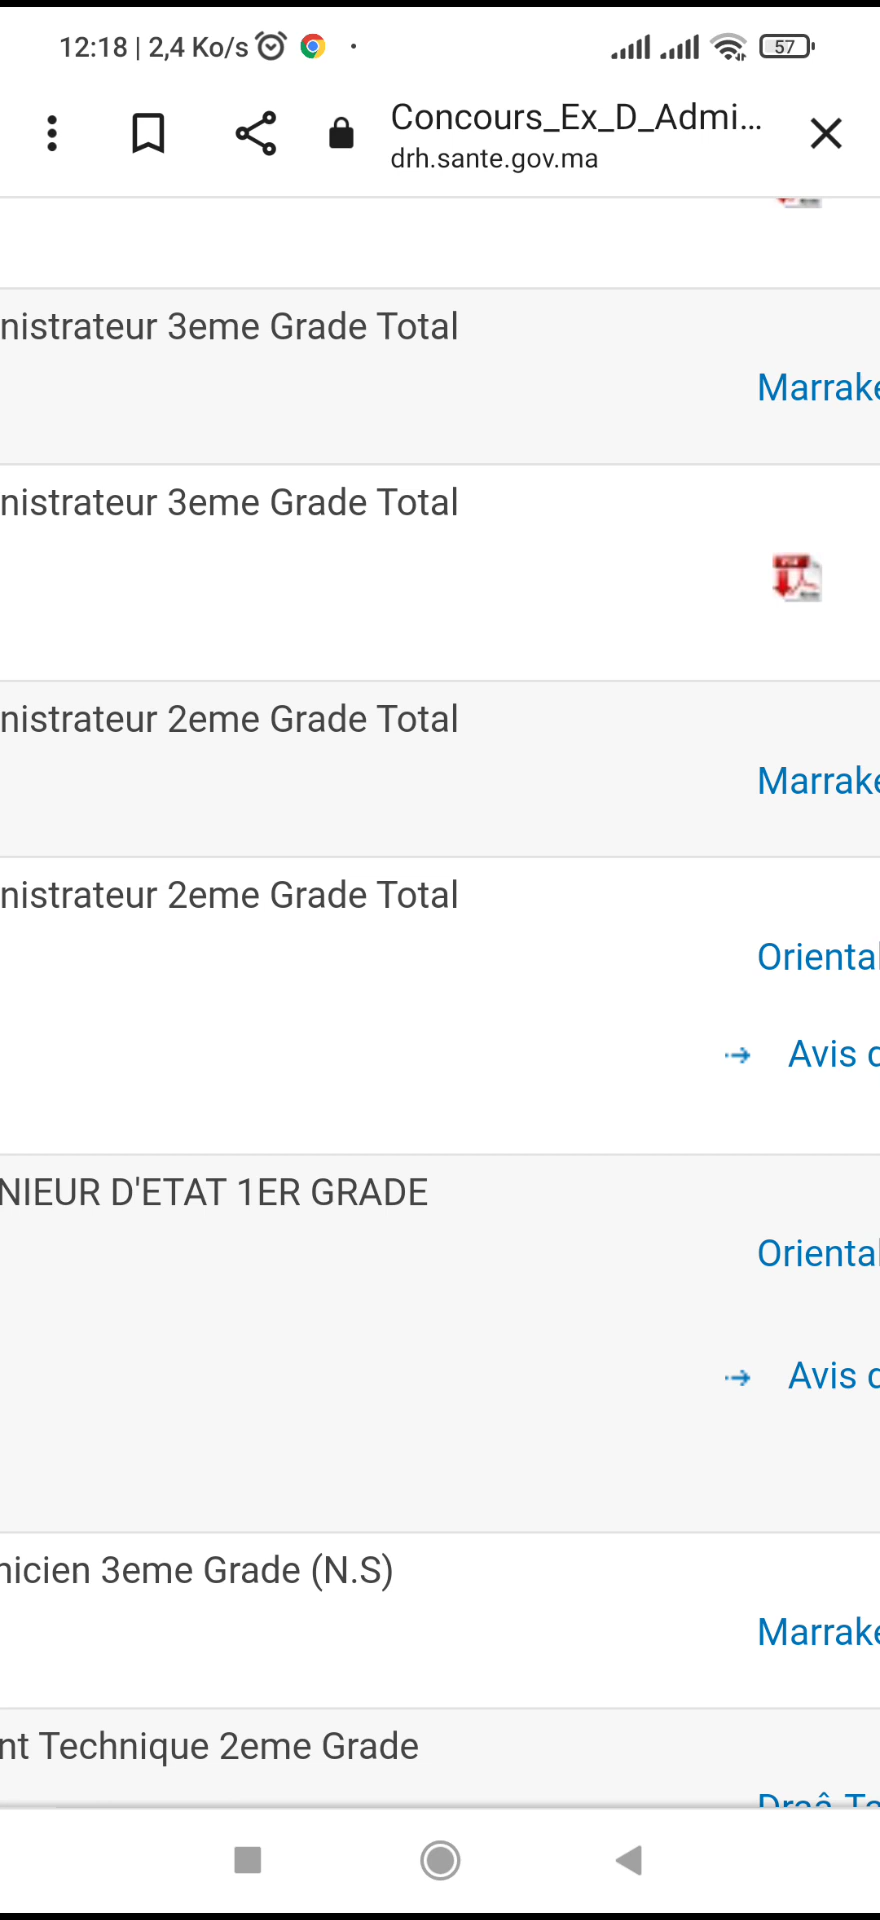 12:18 | 2,4 Ko/s
57
Concours_Ex_D_Admi...
drh.sante.gov.ma
nistrateur 3eme Grade Total
Marrake
nistrateur 3eme Grade Total
nistrateur 2eme Grade Total
Marrake
nistrateur 2eme Grade Total
Oriental
Avis d
NIEUR D'ETAT 1ER GRADE
Oriental
Avis d
nicien 3eme Grade (N.S)
Marrake
nt Technique 2eme Grade